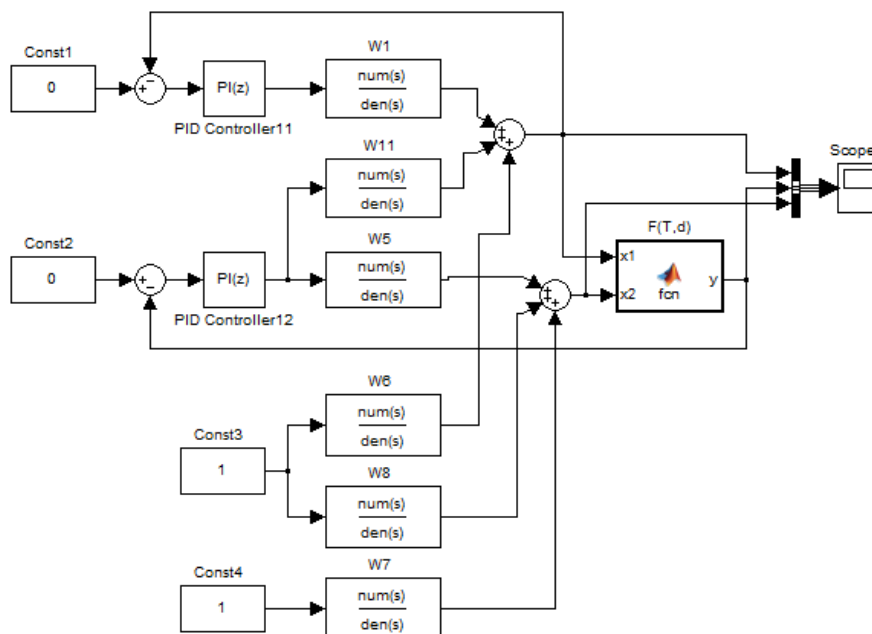 W1
Const1
0
PI(z)
num(s)
den(s)
PID Controller11
W11
num(s)
den(s)
Scope
W5
F(T,d)
Const2
0
PI(z)
num(s)
den(s)
x1
x2
fcn
y
PID Controller12
W6
num(s)
den(s)
Const3
1
W8
num(s)
den(s)
W7
Const4
1
num(s)
den(s)